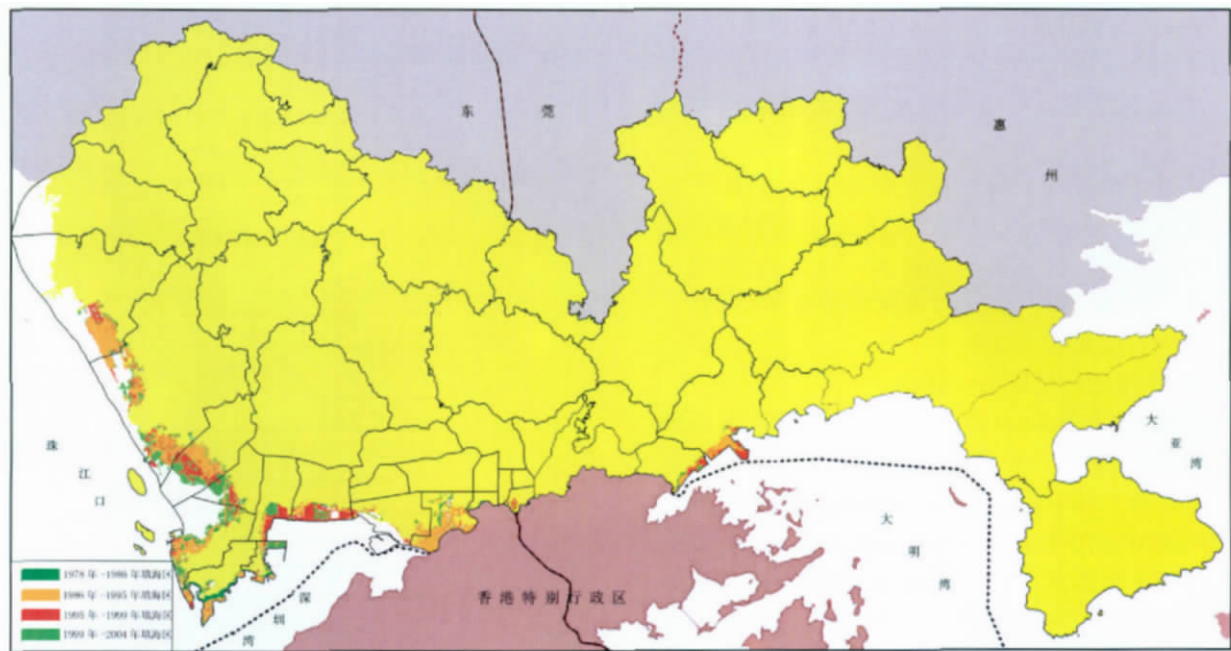 东 莞
惠
州
珠
江
口
大
亚
湾
大
明
湾
深
圳
湾
香港特别行政区
1978年-1986年填海区
1986年-1995年填海区
1995年-1999年填海区
1999年-2004年填海区